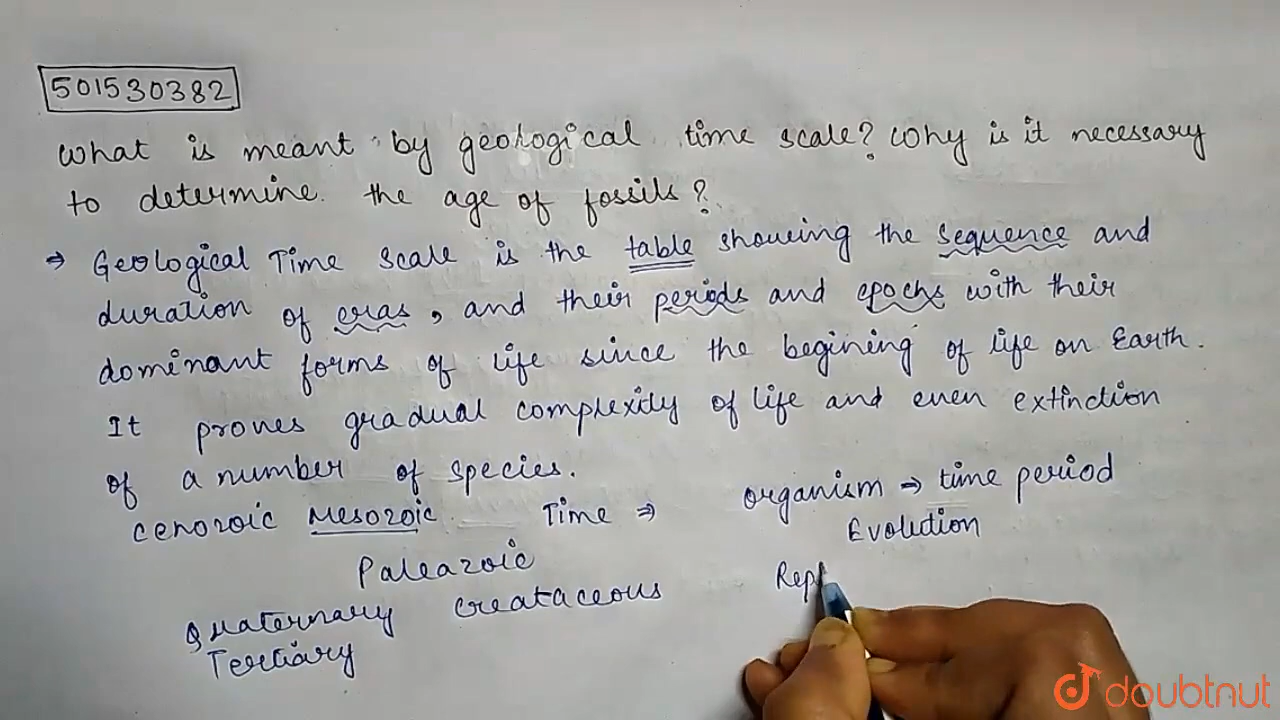 501530382
What is meant by geological time scale? Why is it necessary
to determine the age of fossils?
⇒ Geological Time scale is the table showing the sequence and
duration of eras, and their periods and epochs with their
dominant forms of life since the begining of life on Earth.
It proves gradual complexity of life and even extinction
of a number of species.
Cenozoic Mesozoic Time ⇒ organism ⇒ time period
Evolution
Paleazoic
Rep
Quaternary Creataceous
Tertiary
doubtnut